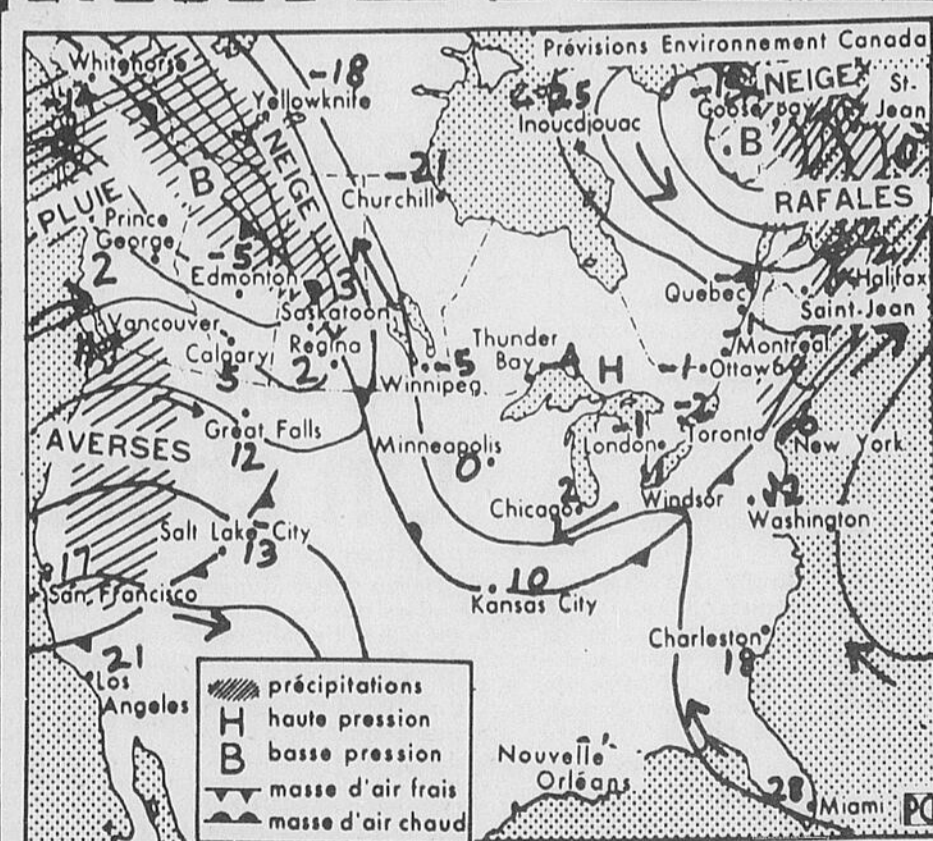 Prévisions Environnement Canada
Whitehorse
-18
NEIGE
St-
Jean
Yellowknife
-25
Goose bay
Inoucdjouac
B
NEIGE
B
-21
Churchill
RAFALES
PLUIE
Prince
George
2
-5
Edmonton
3
Quebec
Halifax
Saint-Jean
Saskatoon
Vancouver
Calgary
5
Regina
2
Winnipeg
-5
Thunder
Bay
H
-1
Ottawa
Montreal
-2
AVERSES
Great Falls
12
Minneapolis
0
London
-1
Toronto
New York
Chicago
2
Windsor
12
Washington
Salt Lake City
13
17
San Francisco
10
Kansas City
Charleston
18
21
Los
Angeles
précipitations
H haute pression
B basse pression
masse d'air frais
masse d'air chaud
Nouvelle
Orléans
28
Miami